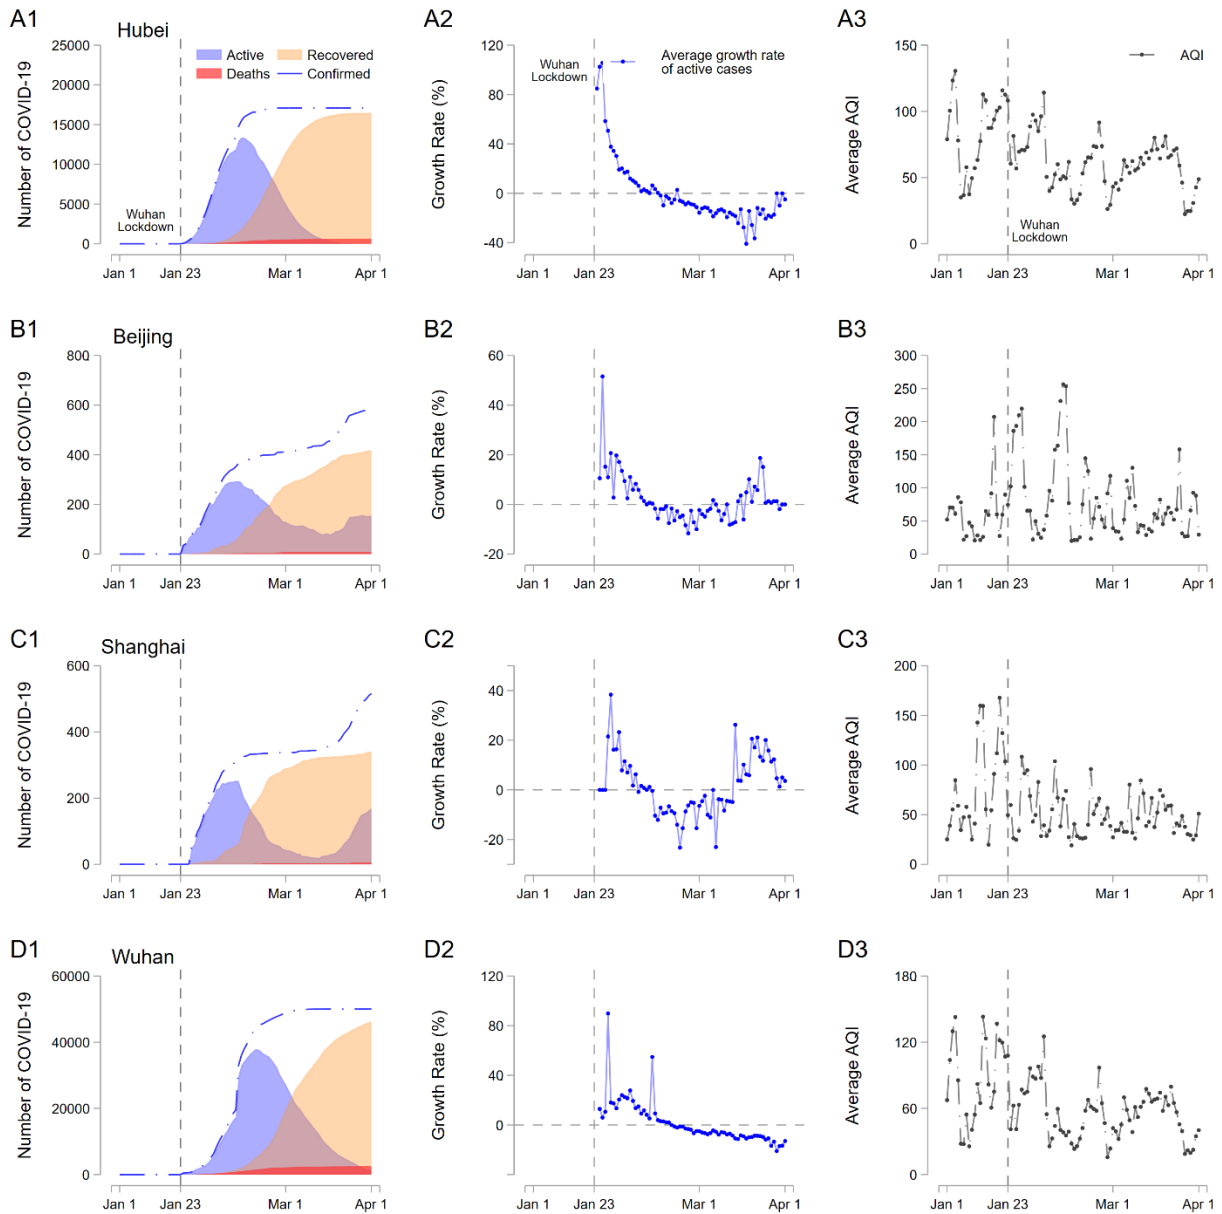 A1
Hubei
Number of COVID-19
25000
20000
15000
10000
5000
0
Active
Recovered
Deaths
Confirmed
Wuhan
Lockdown
Jan 1
Jan 23
Mar 1
Apr 1
A2
Growth Rate (%)
120
80
40
0
-40
Wuhan
Lockdown
Average growth rate
of active cases
Jan 23
Mar 1
Apr 1
A3
Average AQI
150
100
50
0
AQI
Wuhan
Lockdown
Jan 1
Jan 23
Mar 1
Apr 1
B1
Beijing
Number of COVID-19
800
600
400
200
0
Jan 1
Jan 23
Mar 1
Apr 1
B2
Growth Rate (%)
60
40
20
0
-20
Jan 23
Mar 1
Apr 1
B3
Average AQI
300
250
200
150
100
50
0
Jan 1
Jan 23
Mar 1
Apr 1
C1
Shanghai
Number of COVID-19
600
400
200
0
Jan 1
Jan 23
Mar 1
Apr 1
C2
Growth Rate (%)
40
20
0
-20
Jan 23
Mar 1
Apr 1
C3
Average AQI
200
150
100
50
0
Jan 1
Jan 23
Mar 1
Apr 1
D1
Wuhan
Number of COVID-19
60000
40000
20000
0
Jan 1
Jan 23
Mar 1
Apr 1
D2
Growth Rate (%)
120
80
40
0
Jan 23
Mar 1
Apr 1
D3
Average AQI
180
120
60
0
Jan 1
Jan 23
Mar 1
Apr 1